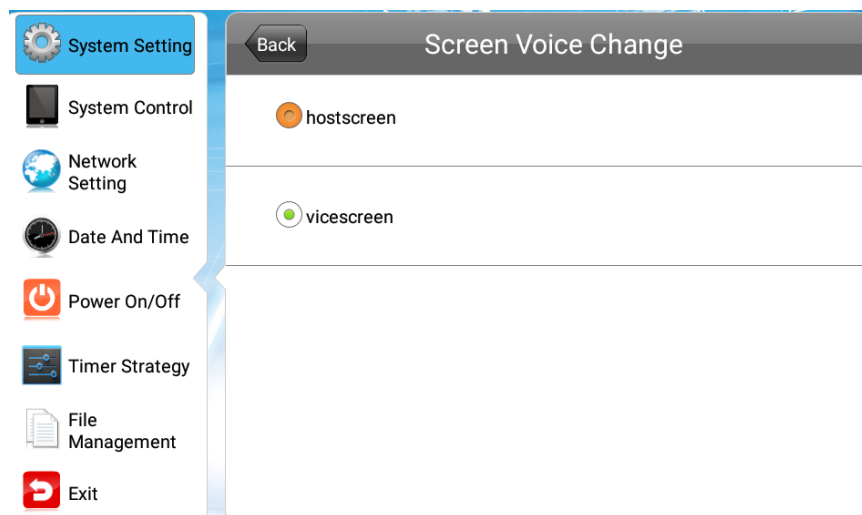 System Setting
System Control
Network
Setting
Date And Time
Power On/Off
Timer Strategy
File
Management
Exit
Back
Screen Voice Change
hostscreen
vicescreen